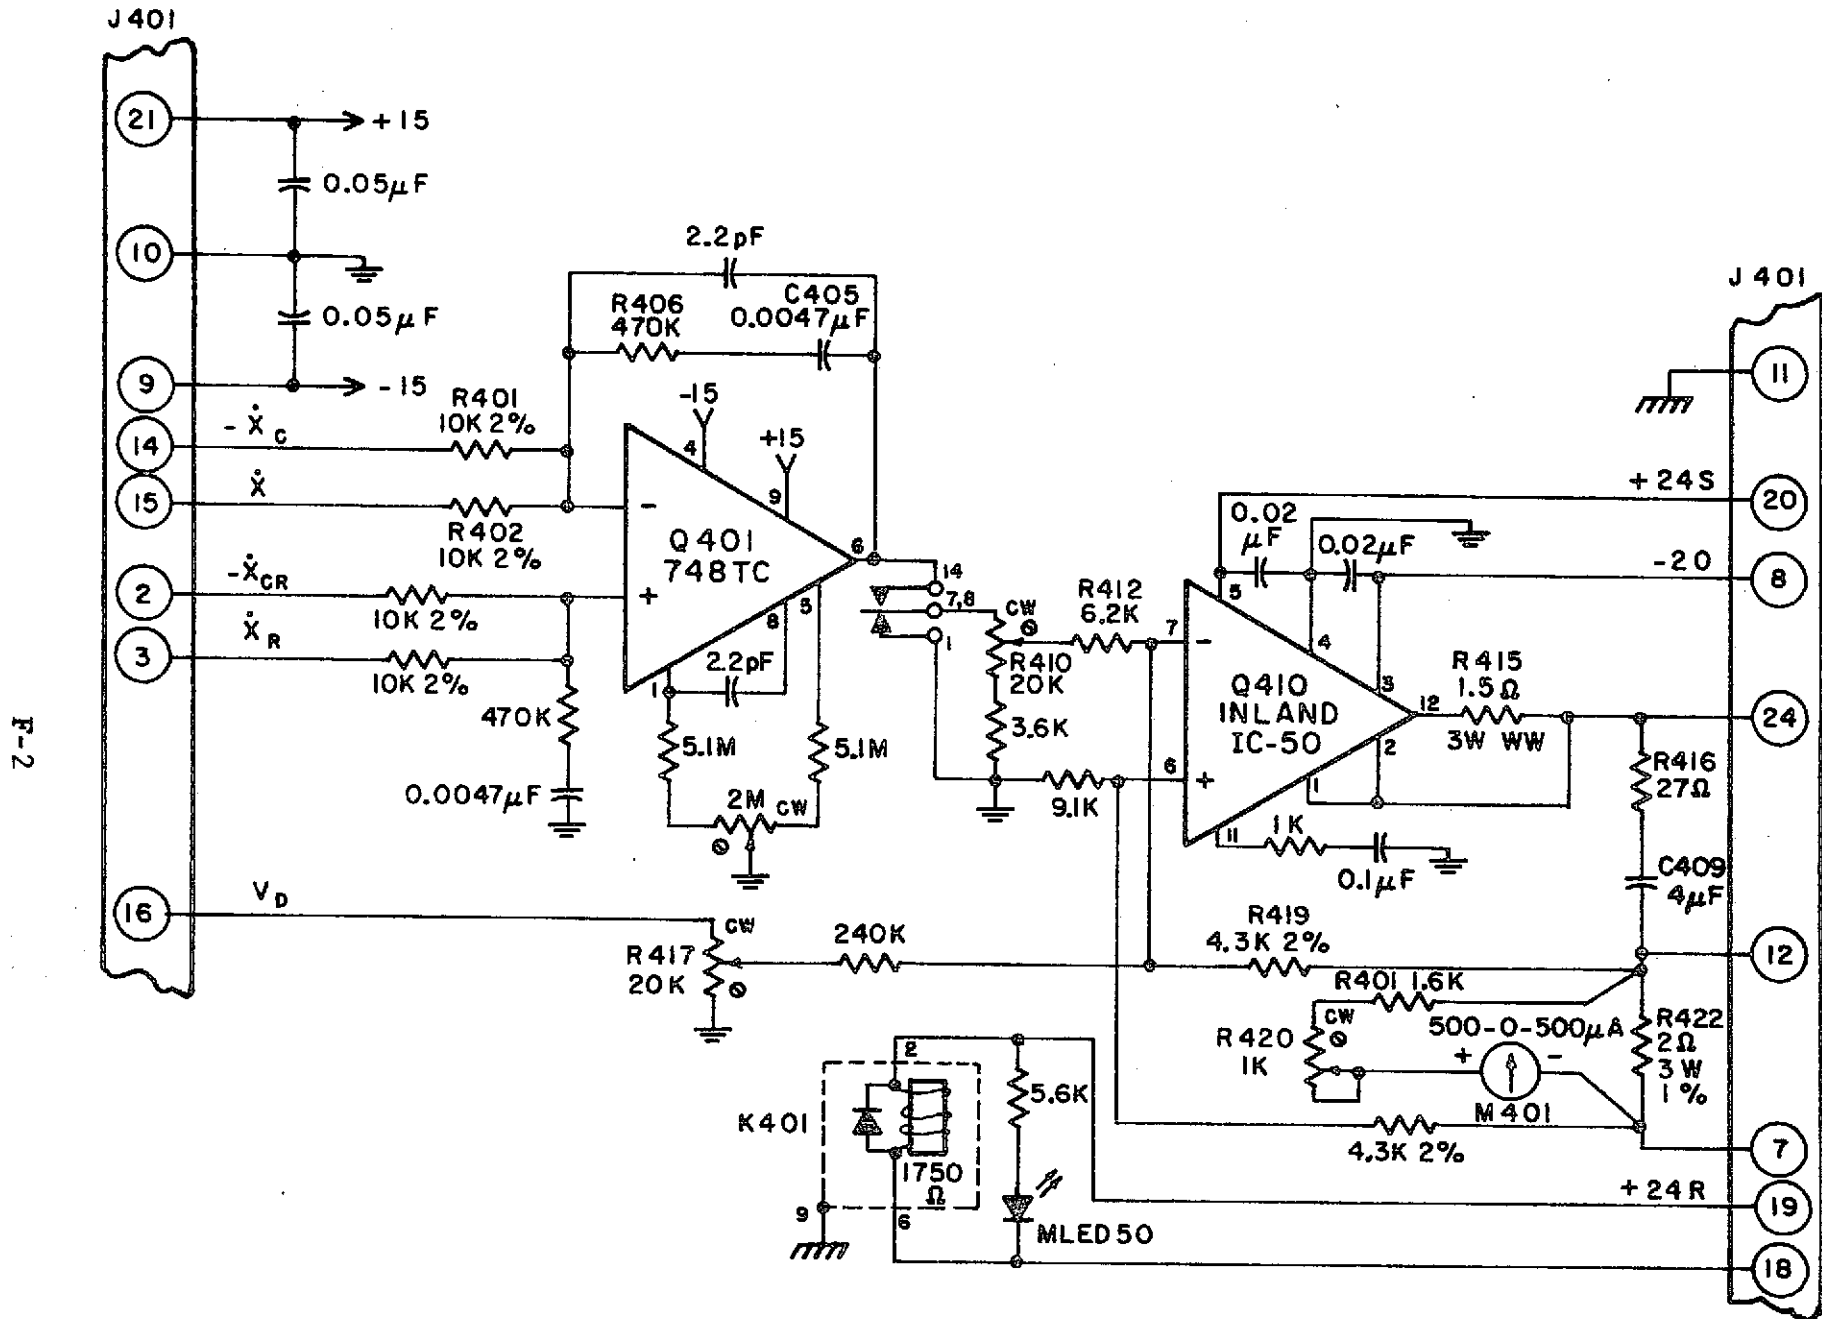 J401
21
+15
0.05μF
10
0.05μF
9
-15
14
-Ẋ C
15
Ẋ
2
-Ẋ CR
3
Ẋ R
16
V D
R401
10K 2%
R402
10K 2%
10K 2%
10K 2%
470K
0.0047μF
2.2pF
R406
470K
C405
0.0047μF
-15
4
+15
9
-
+
Q401
748TC
6
8
5
1
2.2pF
5.1M
5.1M
2M
CW
14
7,8
1
CW
R410
20K
3.6K
R412
6.2K
9.1K
7
-
6
+
5
4
3
12
2
1
11
Q410
INLAND
IC-50
0.02
μF
0.02μF
1K
0.1μF
R415
1.5Ω
3W WW
R416
27Ω
C409
4μF
CW
R417
20K
240K
R419
4.3K 2%
R401 1.6K
CW
R420
1K
500-0-500μA
+
-
M401
R422
2Ω
3W
1%
4.3K 2%
K401
2
1750
Ω
9
6
5.6K
MLED50
J401
11
+24S
20
-20
8
24
12
7
+24R
19
18
F-2